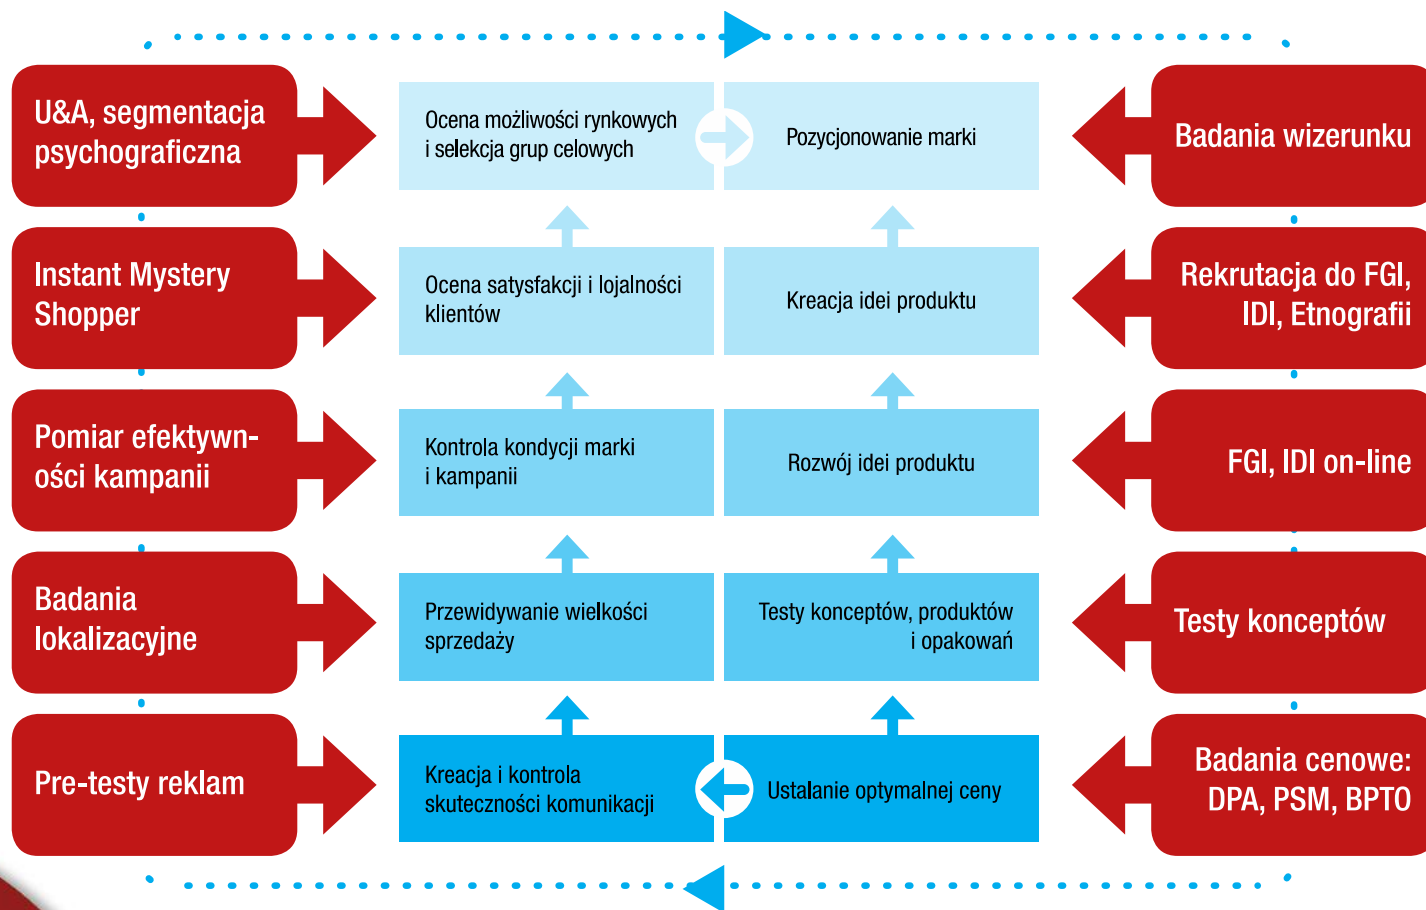 U&A, segmentacja
psychograficzna
Ocena możliwości rynkowych
i selekcja grup celowych
Pozycjonowanie marki
Badania wizerunku
Instant Mystery
Shopper
Ocena satysfakcji i lojalności
klientów
Kreacja idei produktu
Rekrutacja do FGI,
IDI, Etnografii
Pomiar efektywn-
ości kampanii
Kontrola kondycji marki
i kampanii
Rozwój idei produktu
FGI, IDI on-line
Badania
lokalizacyjne
Przewidywanie wielkości
sprzedaży
Testy konceptów, produktów
i opakowań
Testy konceptów
Pre-testy reklam
Kreacja i kontrola
skuteczności komunikacji
Ustalanie optymalnej ceny
Badania cenowe:
DPA, PSM, BPTO